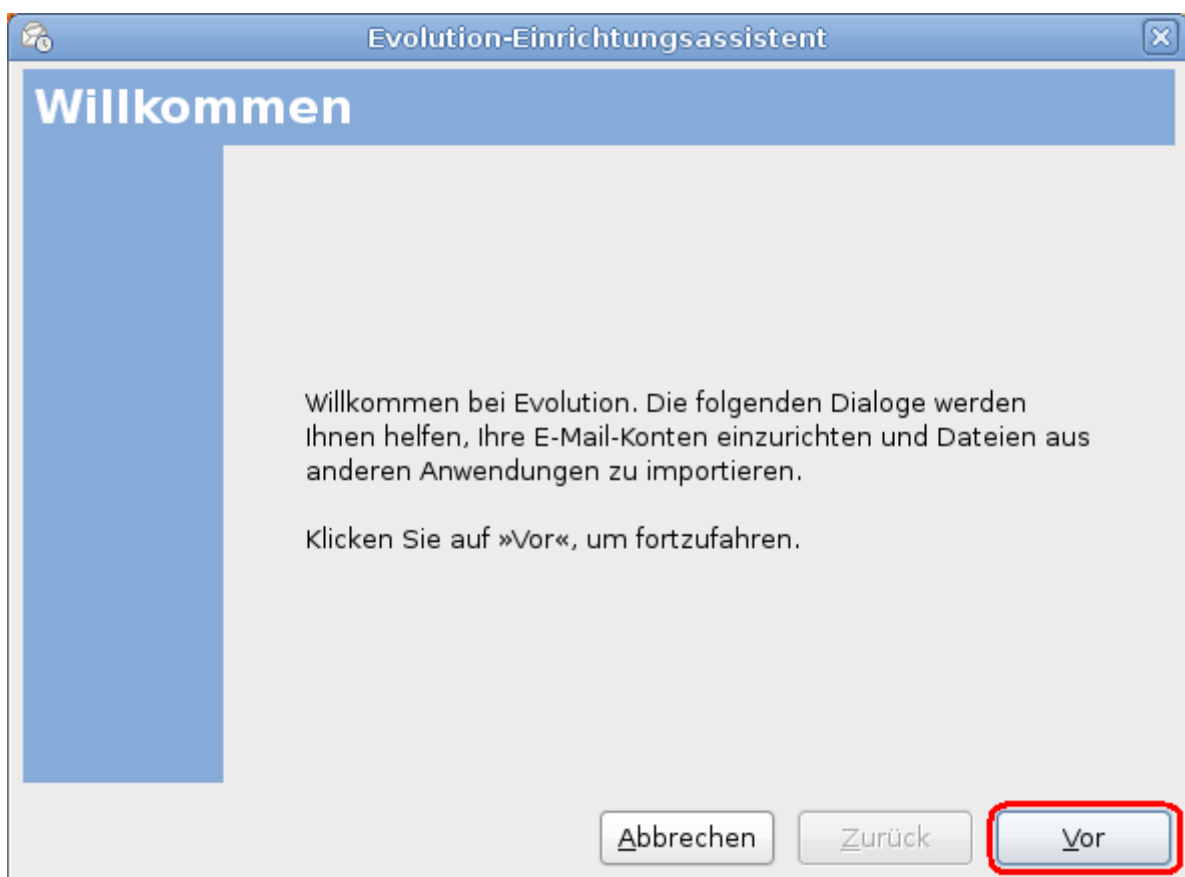 Evolution-Einrichtungsassistent
Willkommen
Willkommen bei Evolution. Die folgenden Dialoge werden
Ihnen helfen, Ihre E-Mail-Konten einzurichten und Dateien aus
anderen Anwendungen zu importieren.
Klicken Sie auf »Vor«, um fortzufahren.
Abbrechen Zurück Vor